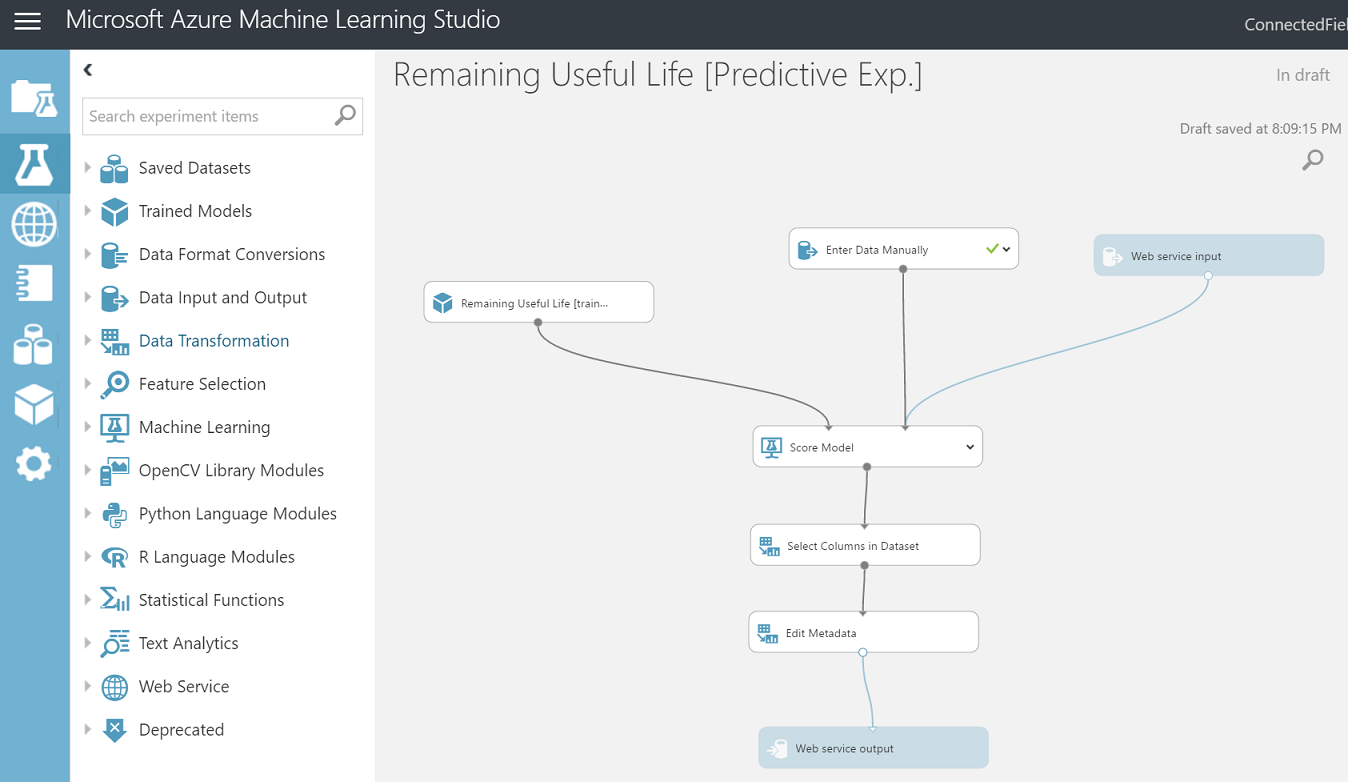 Microsoft Azure Machine Learning Studio
ConnectedFiel
Search experiment items
Saved Datasets
Trained Models
Data Format Conversions
Data Input and Output
Data Transformation
Feature Selection
Machine Learning
OpenCV Library Modules
Python Language Modules
R Language Modules
Statistical Functions
Text Analytics
Web Service
Deprecated
Remaining Useful Life [Predictive Exp.]
In draft
Draft saved at 8:09:15 PM
Enter Data Manually
Web service input
Remaining Useful Life [train...
Score Model
Select Columns in Dataset
Edit Metadata
Web service output